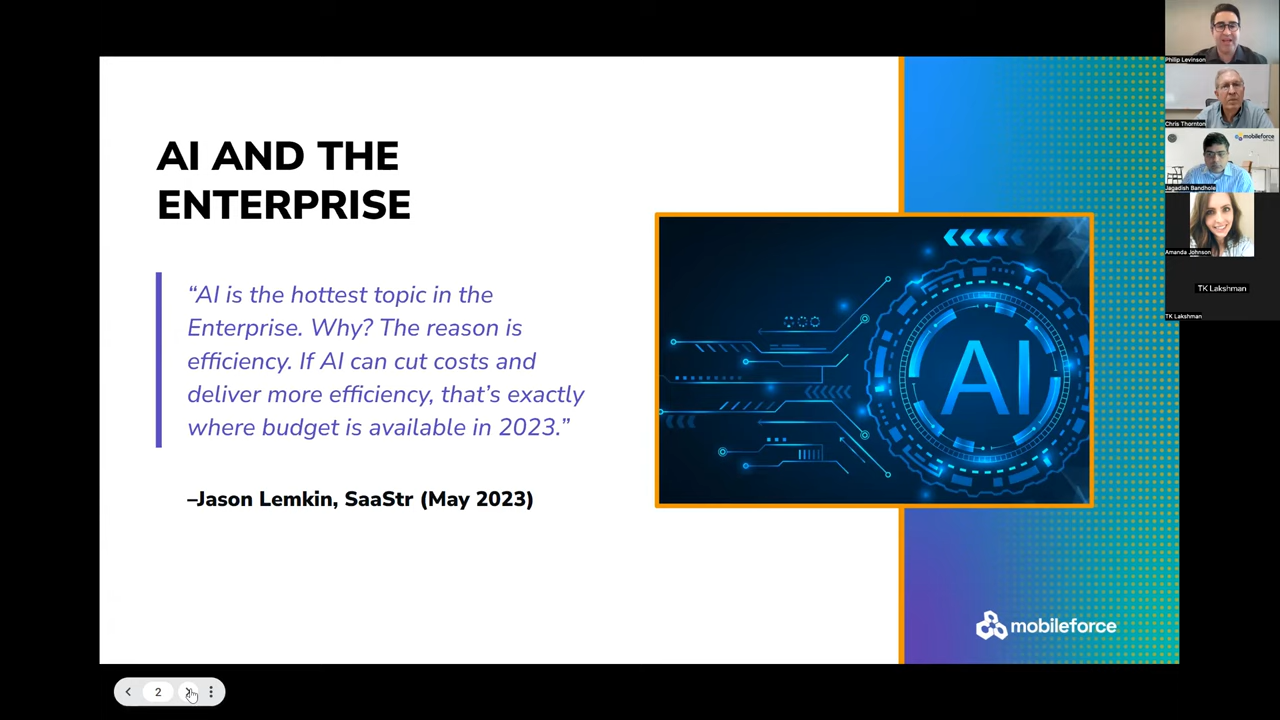 AI AND THE
ENTERPRISE
“AI is the hottest topic in the
Enterprise. Why? The reason is
efficiency. If AI can cut costs and
deliver more efficiency, that’s exactly
where budget is available in 2023.”
–Jason Lemkin, SaaStr (May 2023)
AI
mobileforce
2
Philip Levinson
Chris Thornton
mobileforce
Jagadish Bandhole
Amanda Johnson
TK Lakshman
TK Lakshman